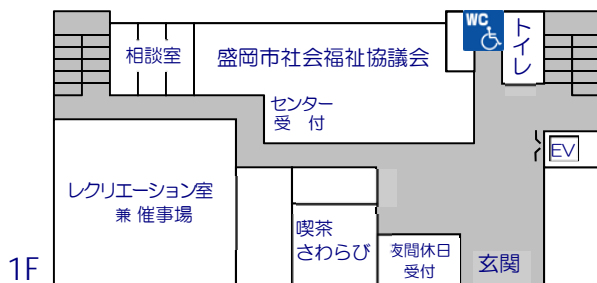 WC
トイレ
相談室
盛岡市社会福祉協議会
センター
受 付
EV
レクリエーション室
兼 催事場
喫茶
さわらび
夜間休日
受付
玄関
1F